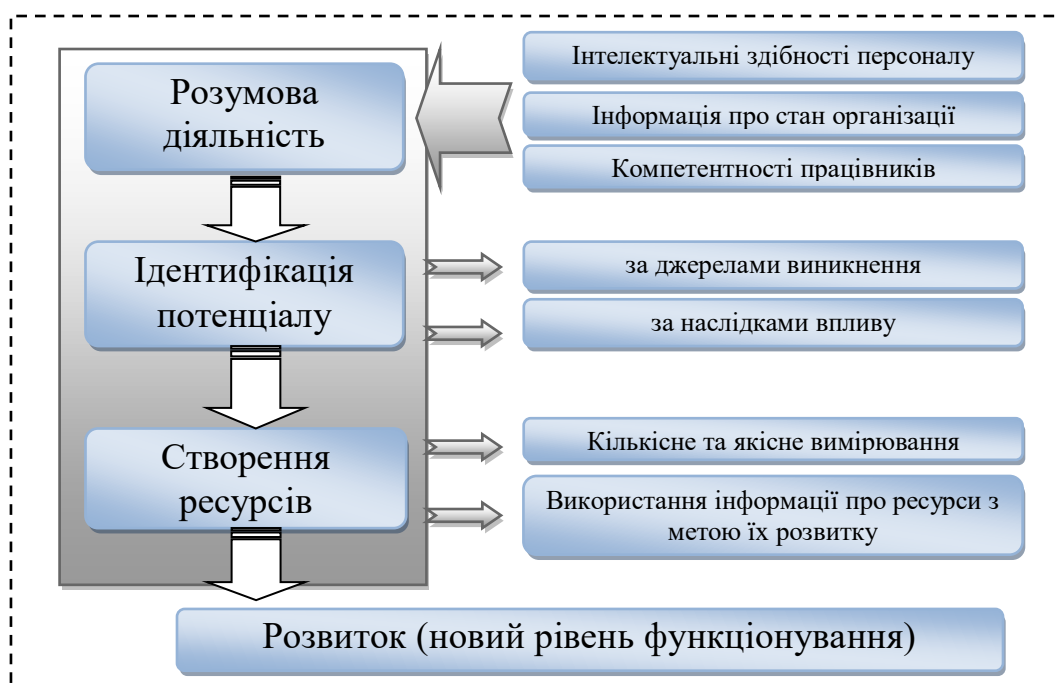 Розумова
діяльність
Інтелектуальні здібності персоналу
Інформація про стан організації
Компетентності працівників
Ідентифікація
потенціалу
за джерелами виникнення
за наслідками впливу
Створення
ресурсів
Кількісне та якісне вимірювання
Використання інформації про ресурси з
метою їх розвитку
Розвиток (новий рівень функціонування)